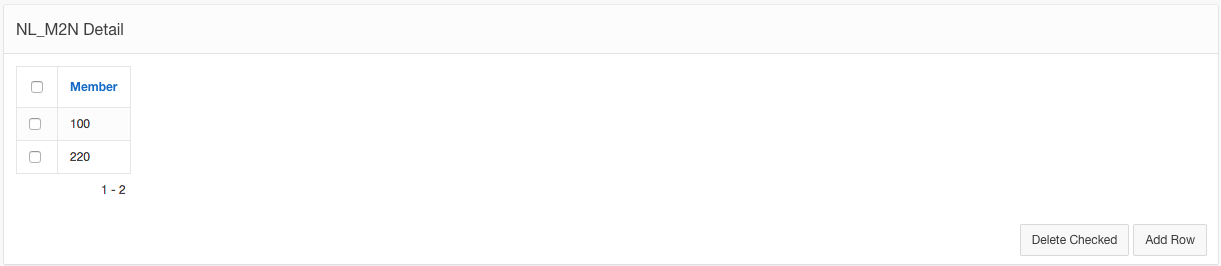 NL_M2N Detail
Member
100
220
1 - 2
Delete Checked Add Row